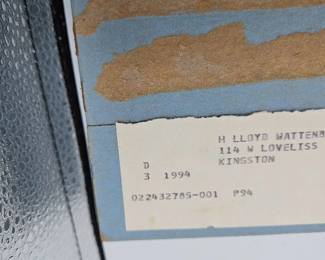 H LLOYD WATTENB
114 W LOVELISS
D KINGSTON
3 1994
022432785-001 P94